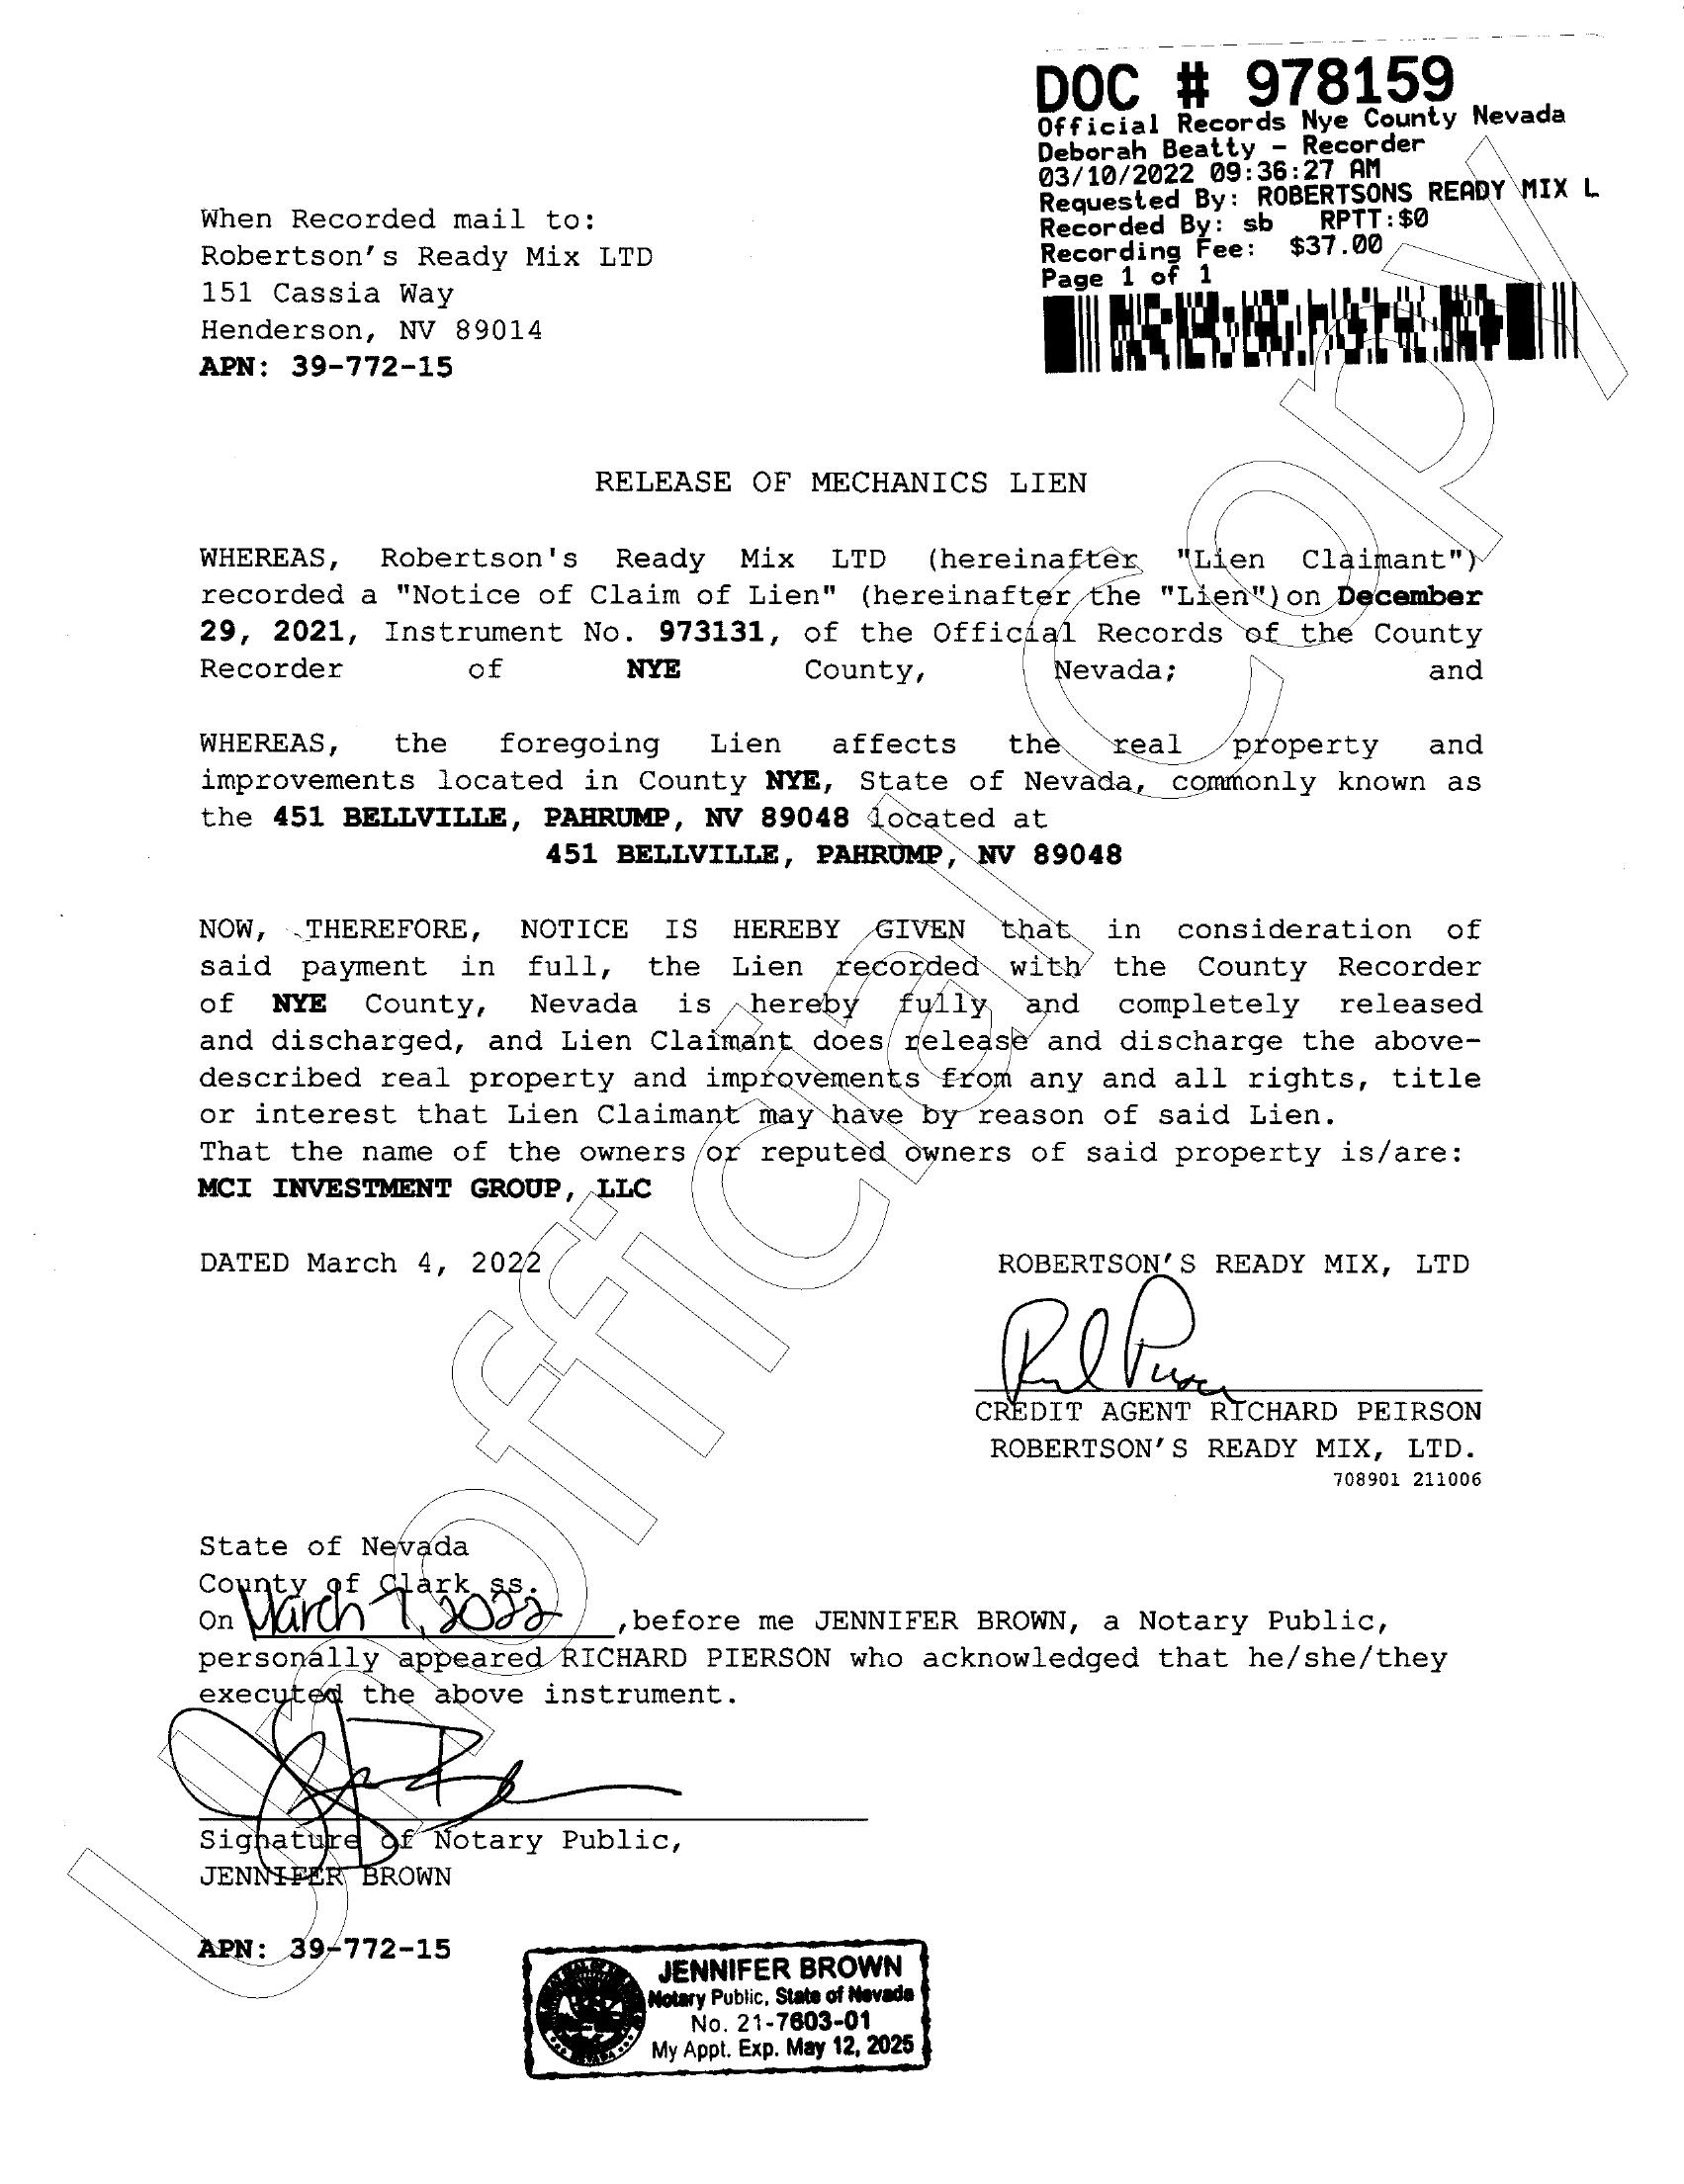 DOC # 978159
Official Records Nye County Nevada
Deborah Beatty - Recorder
03/10/2022 09:36:27 AM
Requested By: ROBERTSONS READY MIX L
Recorded By: sb RPTT:$0
Recording Fee: $37.00
Page 1 of 1
When Recorded mail to:
Robertson's Ready Mix LTD
151 Cassia Way
Henderson, NV 89014
APN: 39-772-15
RELEASE OF MECHANICS LIEN
WHEREAS, Robertson's Ready Mix LTD (hereinafter "Lien Claimant")
recorded a "Notice of Claim of Lien" (hereinafter the "Lien") on December
29, 2021, Instrument No. 973131, of the Official Records of the County
Recorder of NYE County, Nevada; and
WHEREAS, the foregoing Lien affects the real property and
improvements located in County NYE, State of Nevada, commonly known as
the 451 BELLVILLE, PAHRUMP, NV 89048 located at
451 BELLVILLE, PAHRUMP, NV 89048
NOW, THEREFORE, NOTICE IS HEREBY GIVEN that in consideration of
said payment in full, the Lien recorded with the County Recorder
of NYE County, Nevada is hereby fully and completely released
and discharged, and Lien Claimant does release and discharge the above-
described real property and improvements from any and all rights, title
or interest that Lien Claimant may have by reason of said Lien.
That the name of the owners or reputed owners of said property is/are:
MCI INVESTMENT GROUP, LLC
DATED March 4, 2022
ROBERTSON'S READY MIX, LTD
CREDIT AGENT RICHARD PEIRSON
ROBERTSON'S READY MIX, LTD.
708901 211006
State of Nevada
County of Clark ss.
On March 7, 2022, before me JENNIFER BROWN, a Notary Public,
personally appeared RICHARD PIERSON who acknowledged that he/she/they
executed the above instrument.
Signature of Notary Public,
JENNIFER BROWN
APN: 39-772-15
JENNIFER BROWN
Notary Public, State of Nevada
No. 21-7603-01
My Appt. Exp. May 12, 2025
Unofficial Copy